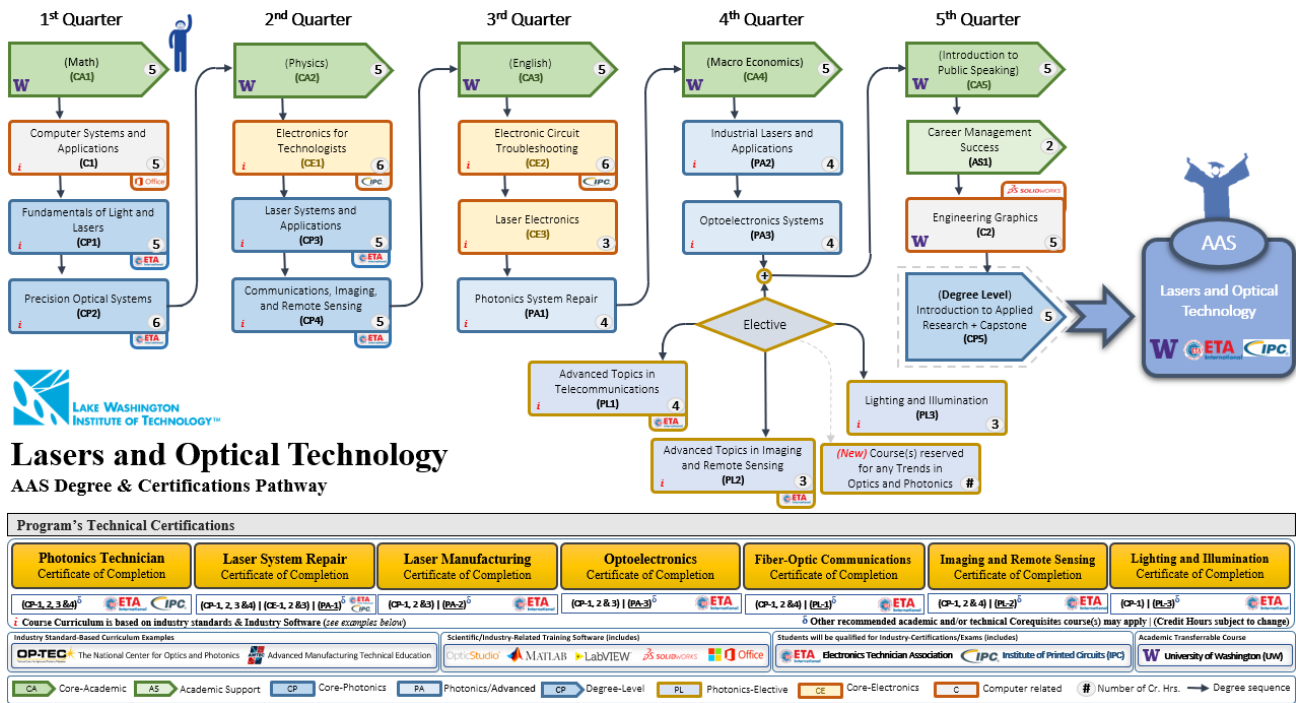 1st Quarter
2nd Quarter
3rd Quarter
4th Quarter
5th Quarter
(Math)
(CA1)
5
W
(Physics)
(CA2)
5
W
(English)
(CA3)
5
W
(Macro Economics)
(CA4)
5
W
(Introduction to
Public Speaking)
(CA5)
5
W
Computer Systems and
Applications
(C1)
i
5
Office
Electronics for
Technologists
(CE1)
i
6
IPC
Electronic Circuit
Troubleshooting
(CE2)
i
6
IPC
Industrial Lasers and
Applications
(PA2)
i
4
Career Management
Success
(AS1)
2
Fundamentals of Light and
Lasers
(CP1)
i
5
ETA
International
Laser Systems and
Applications
(CP3)
i
5
ETA
International
Laser Electronics
(CE3)
i
3
Optoelectronics Systems
(PA3)
i
4
SOLIDWORKS
Engineering Graphics
(C2)
W
5
AAS
Precision Optical Systems
(CP2)
i
6
ETA
International
Communications, Imaging,
and Remote Sensing
(CP4)
i
5
ETA
International
Photonics System Repair
(PA1)
i
4
+
Elective
(Degree Level)
Introduction to Applied
Research + Capstone
(CP5)
5
Lasers and Optical
Technology
W
ETA
International
IPC
Advanced Topics in
Telecommunications
(PL1)
i
4
ETA
International
Lighting and Illumination
(PL3)
i
3
Advanced Topics in Imaging
and Remote Sensing
(PL2)
i
3
ETA
International
(New) Course(s) reserved
for any Trends in
Optics and Photonics
#
LAKE WASHINGTON
INSTITUTE OF TECHNOLOGY™
Lasers and Optical Technology
AAS Degree & Certifications Pathway
Program's Technical Certifications
Photonics Technician
Certificate of Completion
Laser System Repair
Certificate of Completion
Laser Manufacturing
Certificate of Completion
Optoelectronics
Certificate of Completion
Fiber-Optic Communications
Certificate of Completion
Imaging and Remote Sensing
Certificate of Completion
Lighting and Illumination
Certificate of Completion
(CP-1, 2, 3 &4)δ ETA International IPC
(CP-1, 2, 3 &4) | (CE-1, 2 &3) | (PA-1)δ ETA International IPC
(CP-1, 2 &3) | (PA-2)δ ETA International
(CP-1, 2 & 3) | (PA-3)δ ETA International
(CP-1, 2 &4) | (PL-1)δ ETA International
(CP-1, 2 & 4) | (PL-2)δ ETA International
(CP-1) | (PL-3)δ ETA International
i Course Curriculum is based on industry standards & Industry Software (see examples below)
δ Other recommended academic and/or technical Corequisites course(s) may apply | (Credit Hours subject to change)
Industry Standard-Based Curriculum Examples
OP-TEC The National Center for Optics and Photonics AMTEC Advanced Manufacturing Technical Education
Scientific/Industry-Related Training Software (includes)
OpticStudio MATLAB LabVIEW SOLIDWORKS Office
Students will be qualified for Industry-Certifications/Exams (includes)
ETA International Electronics Technician Association IPC Institute of Printed Circuits (IPC)
Academic Transferrable Course
W University of Washington (UW)
CA Core-Academic
AS Academic Support
CP Core-Photonics
PA Photonics/Advanced
CP Degree-Level
PL Photonics-Elective
CE Core-Electronics
C Computer related
# Number of Cr. Hrs.
Degree sequence